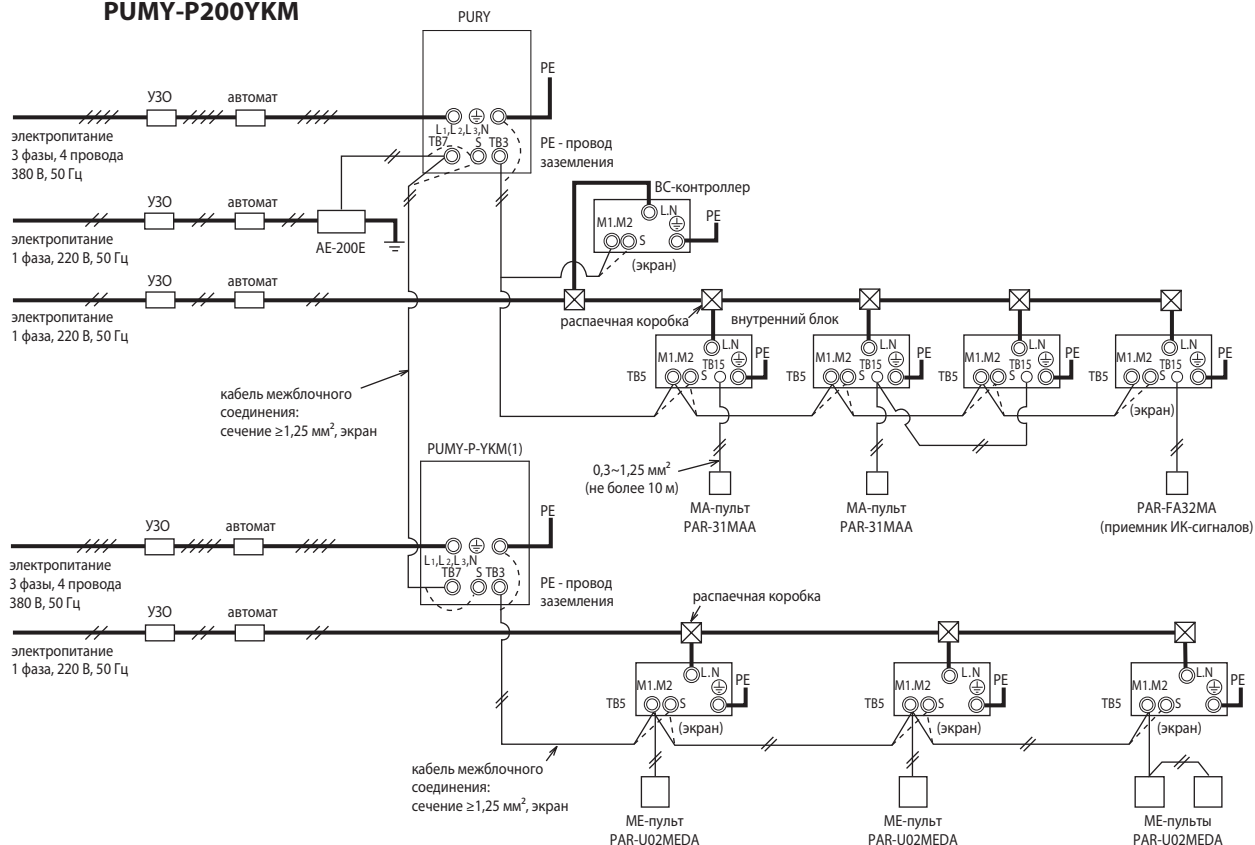 PUMY-P200YKM
PURY
PE
УЗО
автомат
L1,L2,L3,N
TB7
S
TB3
электропитание
3 фазы, 4 провода
380 В, 50 Гц
PE - провод
заземления
УЗО
автомат
AE-200E
электропитание
1 фаза, 220 В, 50 Гц
BC-контроллер
L.N
PE
M1.M2
S
(экран)
УЗО
автомат
электропитание
1 фаза, 220 В, 50 Гц
распаечная коробка
внутренний блок
L.N
PE
M1.M2
TB15
TB5
S
L.N
PE
M1.M2
TB15
TB5
S
L.N
PE
M1.M2
TB15
TB5
S
L.N
PE
M1.M2
TB15
TB5
S
(экран)
кабель межблочного
соединения:
сечение ≥1,25 мм², экран
0,3~1,25 мм²
(не более 10 м)
MA-пульт
PAR-31MAA
MA-пульт
PAR-31MAA
PAR-FA32MA
(приемник ИК-сигналов)
PUMY-P-YKM(1)
PE
УЗО
автомат
L1,L2,L3,N
TB7
S
TB3
электропитание
3 фазы, 4 провода
380 В, 50 Гц
PE - провод
заземления
УЗО
автомат
электропитание
1 фаза, 220 В, 50 Гц
распаечная коробка
L.N
PE
M1.M2
TB5
S
(экран)
L.N
PE
M1.M2
TB5
S
(экран)
L.N
PE
M1.M2
TB5
S
(экран)
кабель межблочного
соединения:
сечение ≥1,25 мм², экран
ME-пульт
PAR-U02MEDA
ME-пульт
PAR-U02MEDA
ME-пульты
PAR-U02MEDA